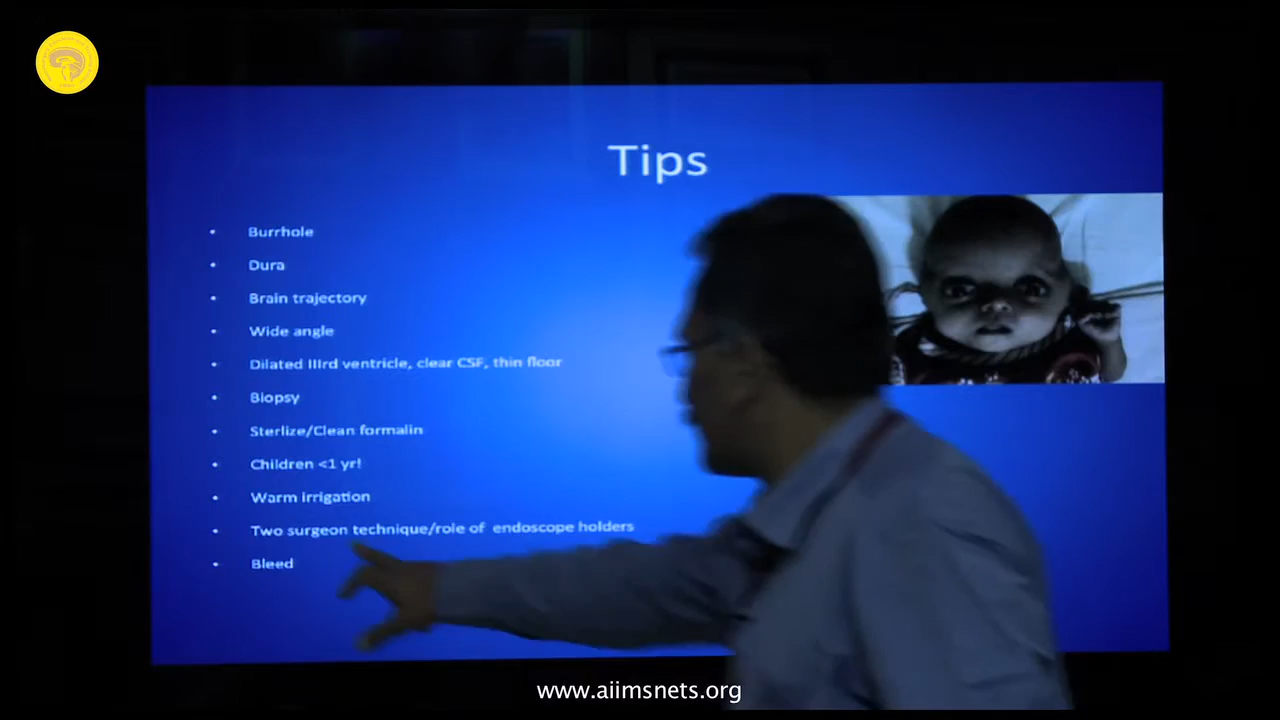 Tips
• Burrhole
• Dura
• Brain trajectory
• Wide angle
• Dilated IIIrd ventricle, clear CSF, thin floor
• Biopsy
• Sterlize/Clean formalin
• Children <1 yr!
• Warm irrigation
• Two surgeon technique/role of endoscope holders
• Bleed
www.aiimsnets.org